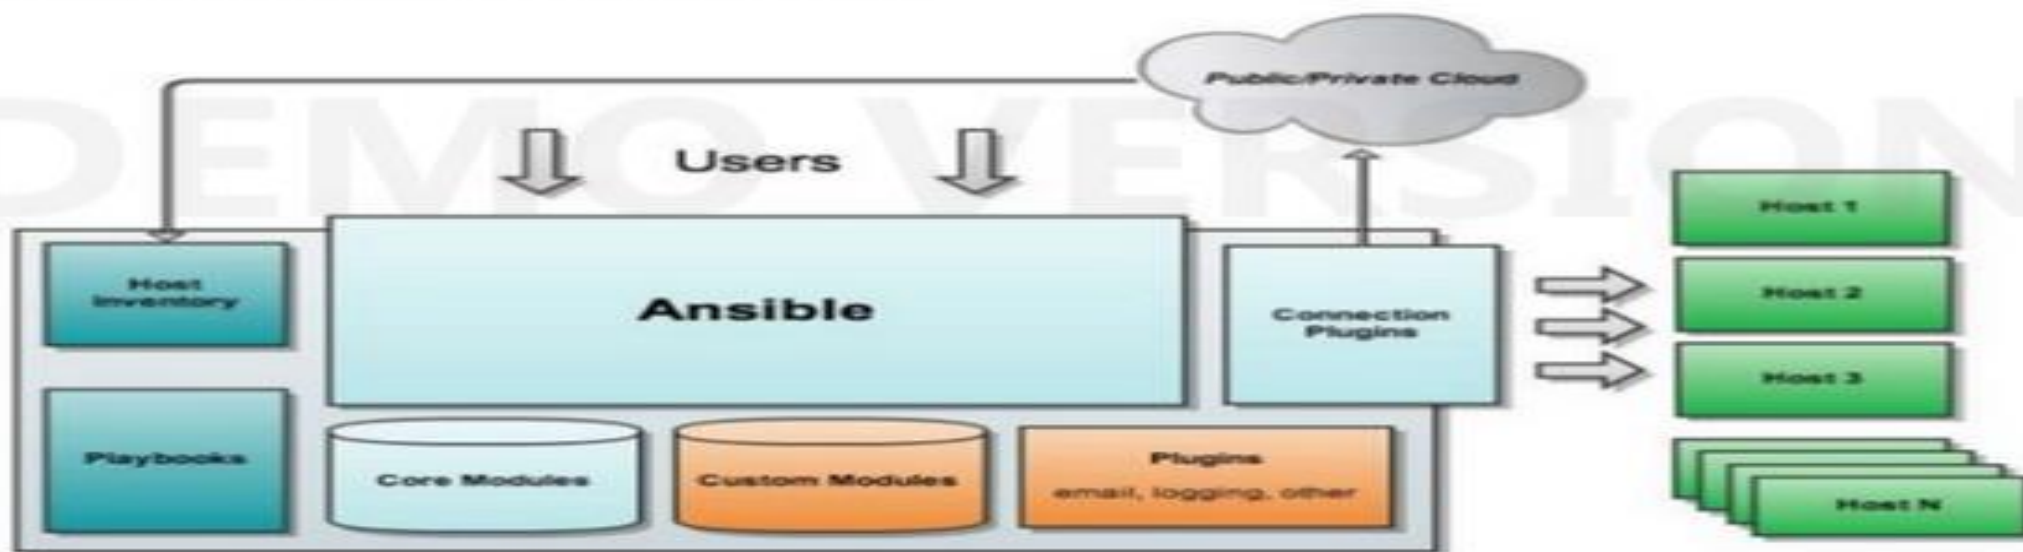 DEMO VERSION
Public/Private Cloud
Users
Host
Inventory
Ansible
Connection
Plugins
Playbooks
Core Modules
Custom Modules
Plugins
email, logging, other
Host 1
Host 2
Host 3
Host N